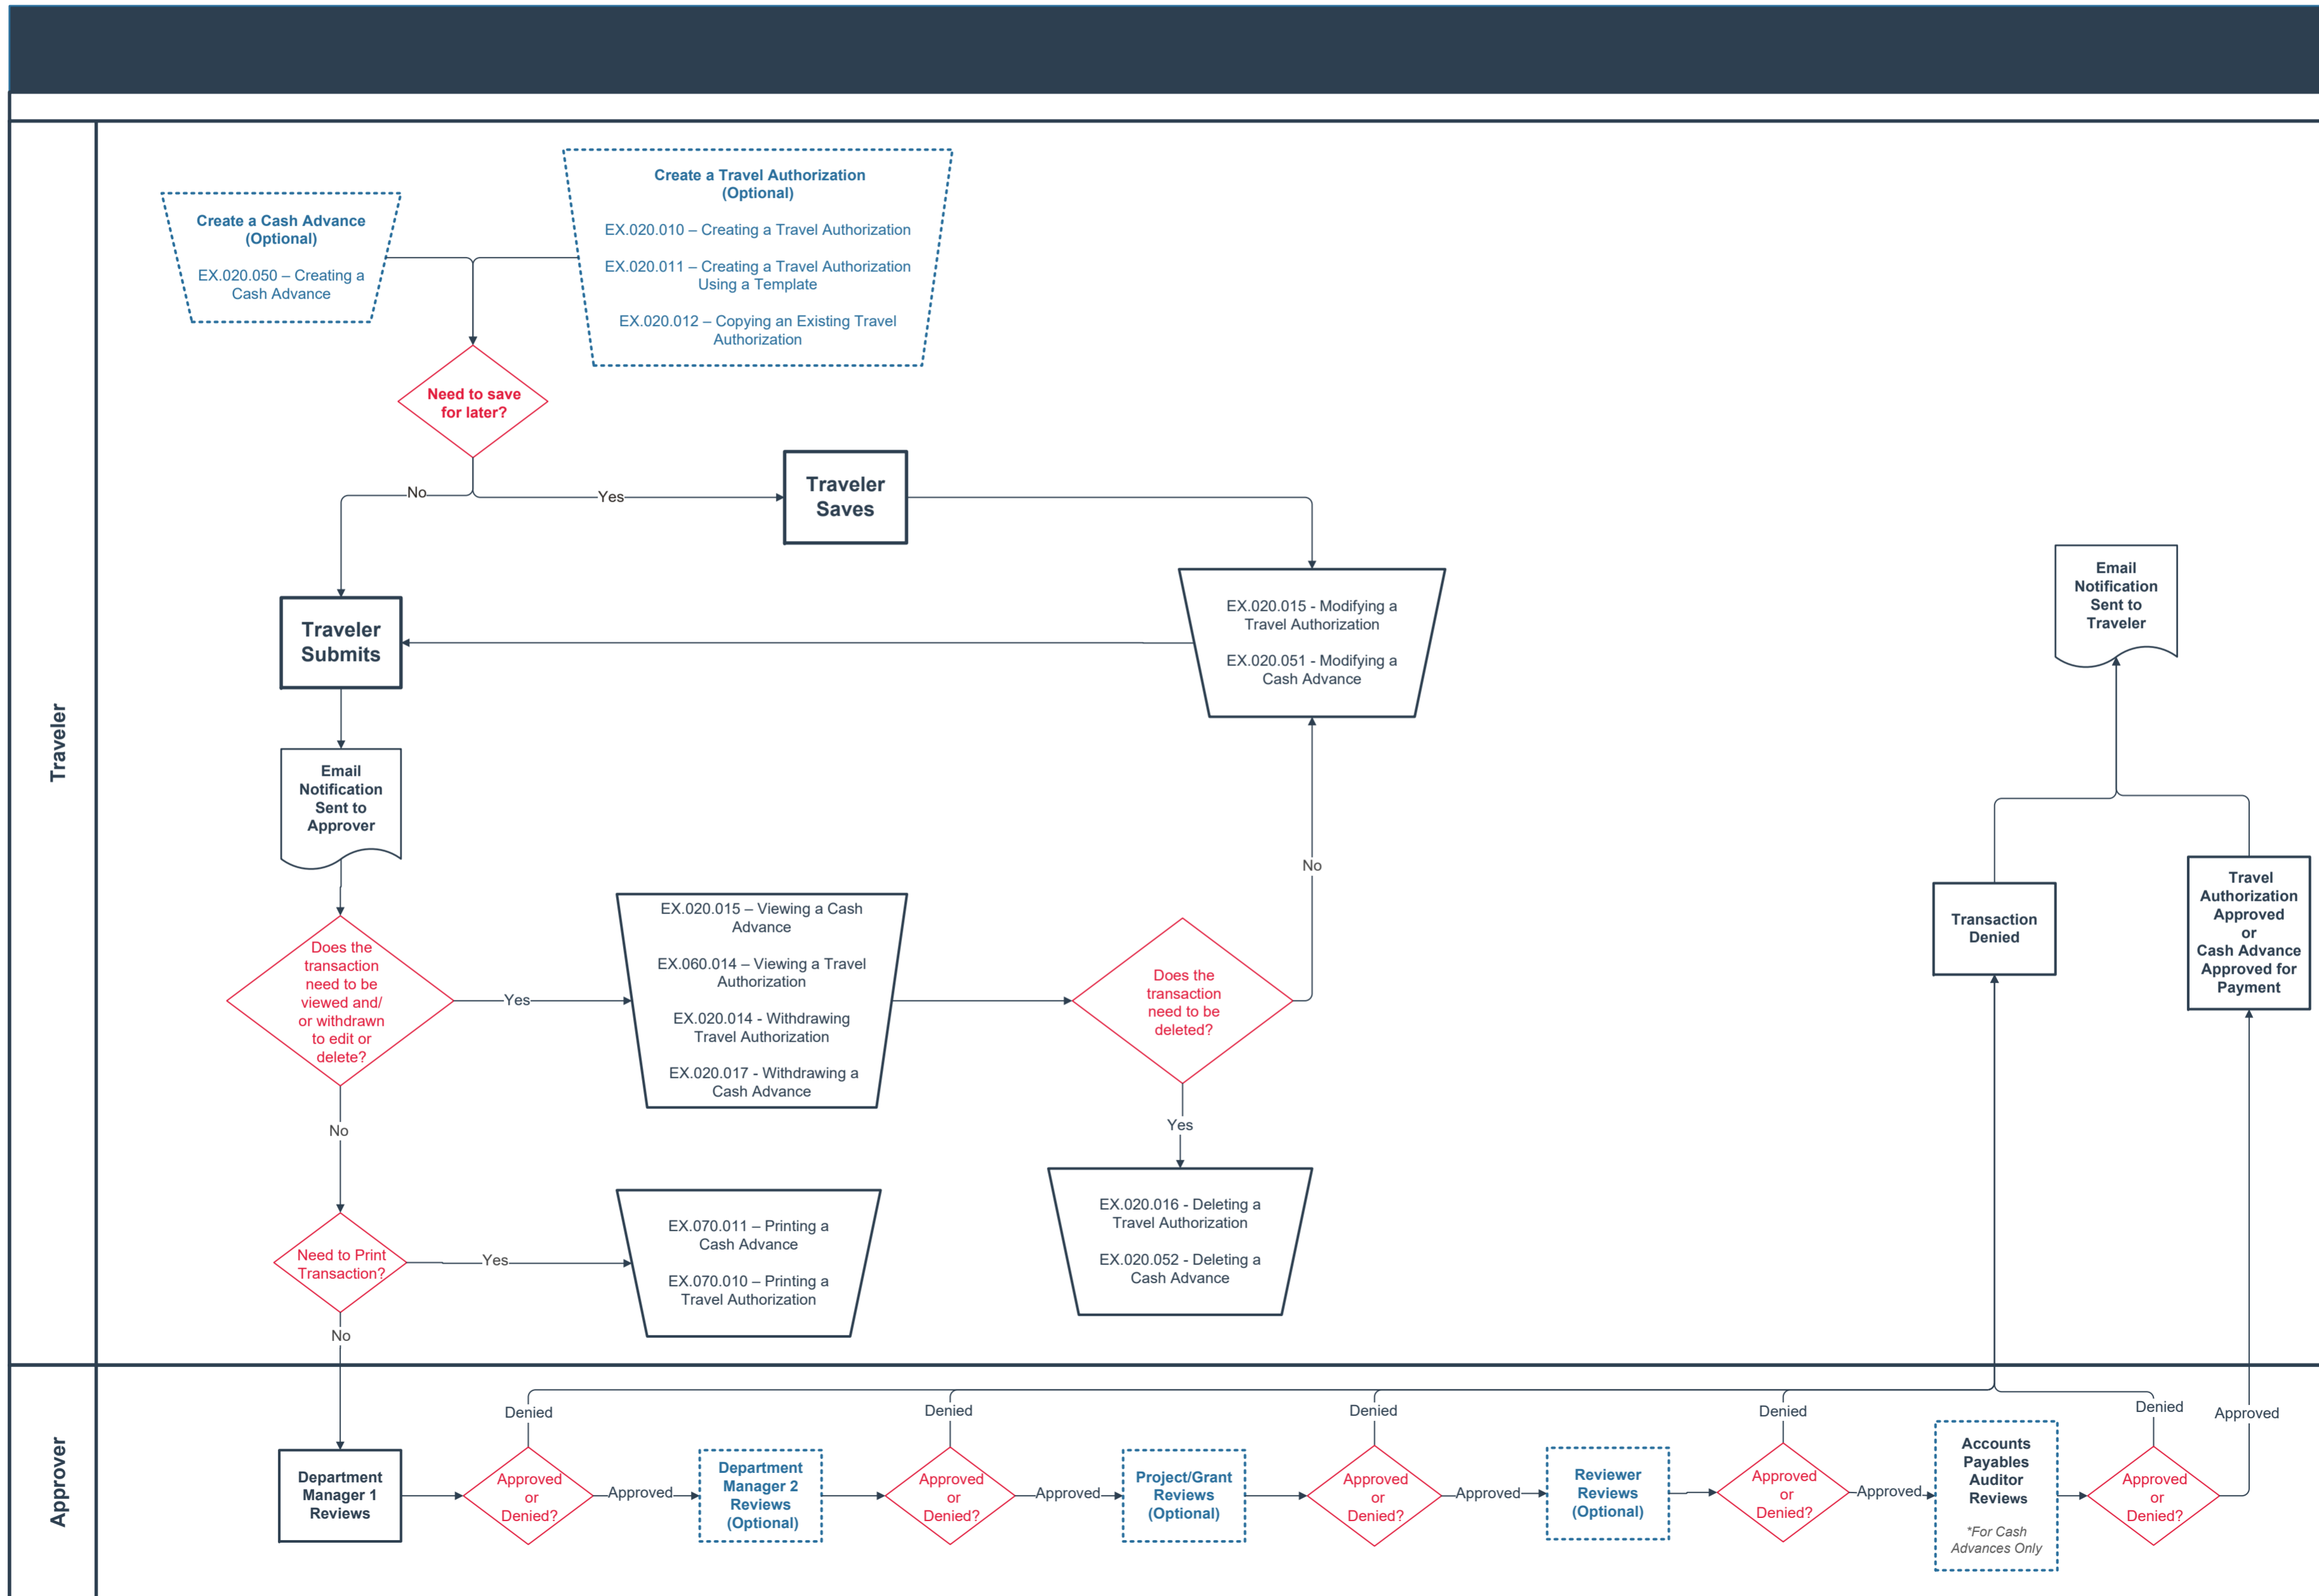 Traveler
Create a Cash Advance
(Optional)
EX.020.050 – Creating a
Cash Advance
Create a Travel Authorization
(Optional)
EX.020.010 – Creating a Travel Authorization
EX.020.011 – Creating a Travel Authorization
Using a Template
EX.020.012 – Copying an Existing Travel
Authorization
Need to save
for later?
No
Yes
Traveler
Saves
Traveler
Submits
EX.020.015 - Modifying a
Travel Authorization
EX.020.051 - Modifying a
Cash Advance
Email
Notification
Sent to
Traveler
Email
Notification
Sent to
Approver
No
Does the
transaction
need to be
viewed and/
or withdrawn
to edit or
delete?
Yes
EX.020.015 – Viewing a Cash
Advance
EX.060.014 – Viewing a Travel
Authorization
EX.020.014 - Withdrawing
Travel Authorization
EX.020.017 - Withdrawing a
Cash Advance
Does the
transaction
need to be
deleted?
Transaction
Denied
Travel
Authorization
Approved
or
Cash Advance
Approved for
Payment
No
Yes
Need to Print
Transaction?
Yes
EX.070.011 – Printing a
Cash Advance
EX.070.010 – Printing a
Travel Authorization
EX.020.016 - Deleting a
Travel Authorization
EX.020.052 - Deleting a
Cash Advance
No
Approver
Department
Manager 1
Reviews
Denied
Approved
or
Denied?
Approved
Department
Manager 2
Reviews
(Optional)
Denied
Approved
or
Denied?
Approved
Project/Grant
Reviews
(Optional)
Denied
Approved
or
Denied?
Approved
Reviewer
Reviews
(Optional)
Denied
Approved
or
Denied?
Approved
Accounts
Payables
Auditor
Reviews
*For Cash
Advances Only
Denied
Approved
or
Denied?
Approved